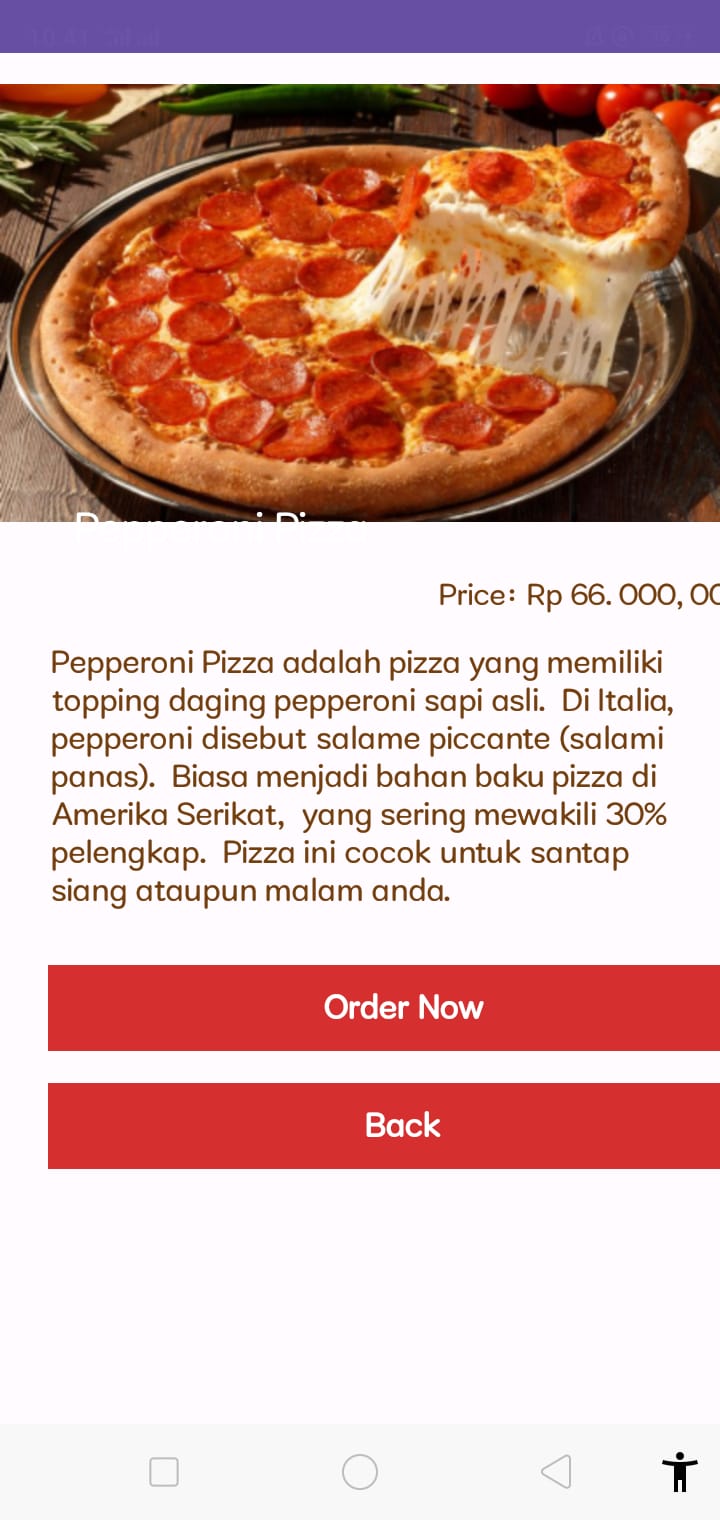 Pepperoni Pizza
Price: Rp 66. 000, 00
Pepperoni Pizza adalah pizza yang memiliki
topping daging pepperoni sapi asli.  Di Italia,
pepperoni disebut salame piccante (salami
panas).  Biasa menjadi bahan baku pizza di
Amerika Serikat,  yang sering mewakili 30%
pelengkap.  Pizza ini cocok untuk santap
siang ataupun malam anda.
Order Now
Back